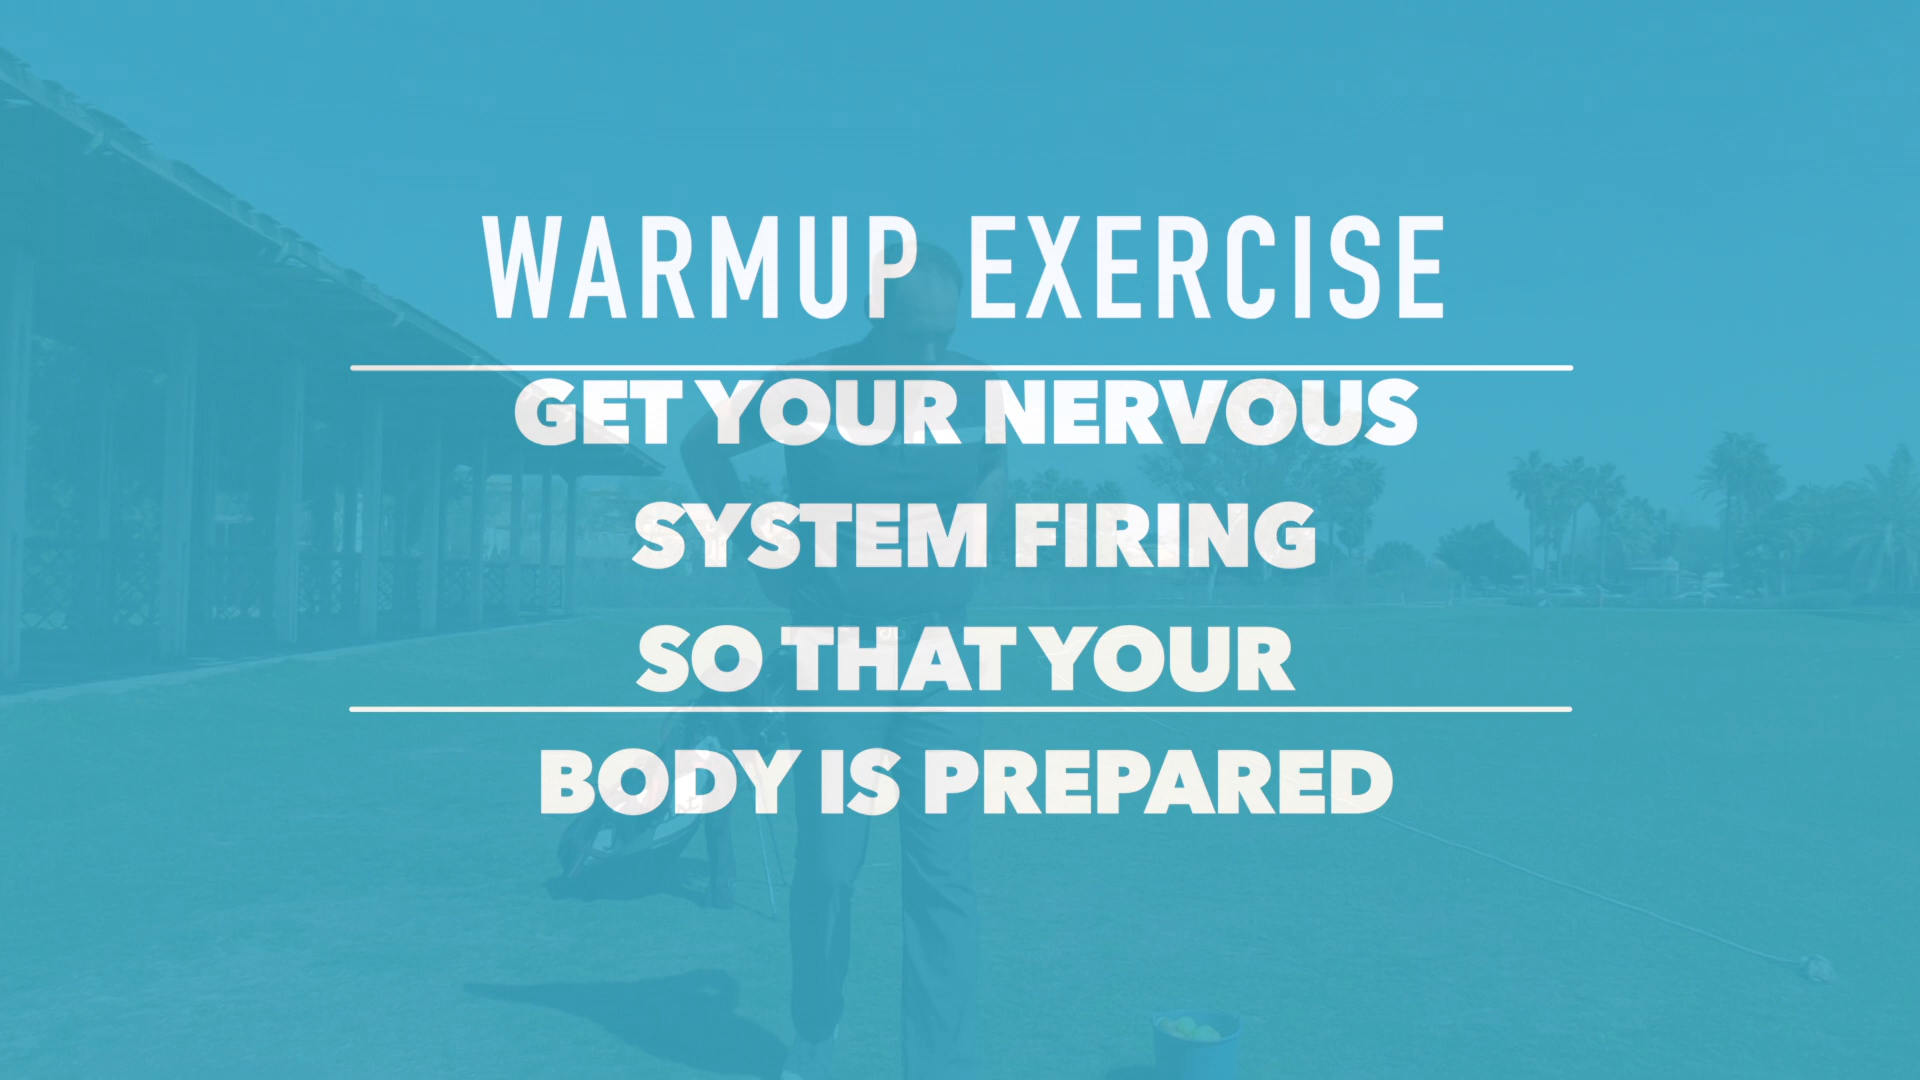 WARMUP EXERCISE
GET YOUR NERVOUS
SYSTEM FIRING
SO THAT YOUR
BODY IS PREPARED